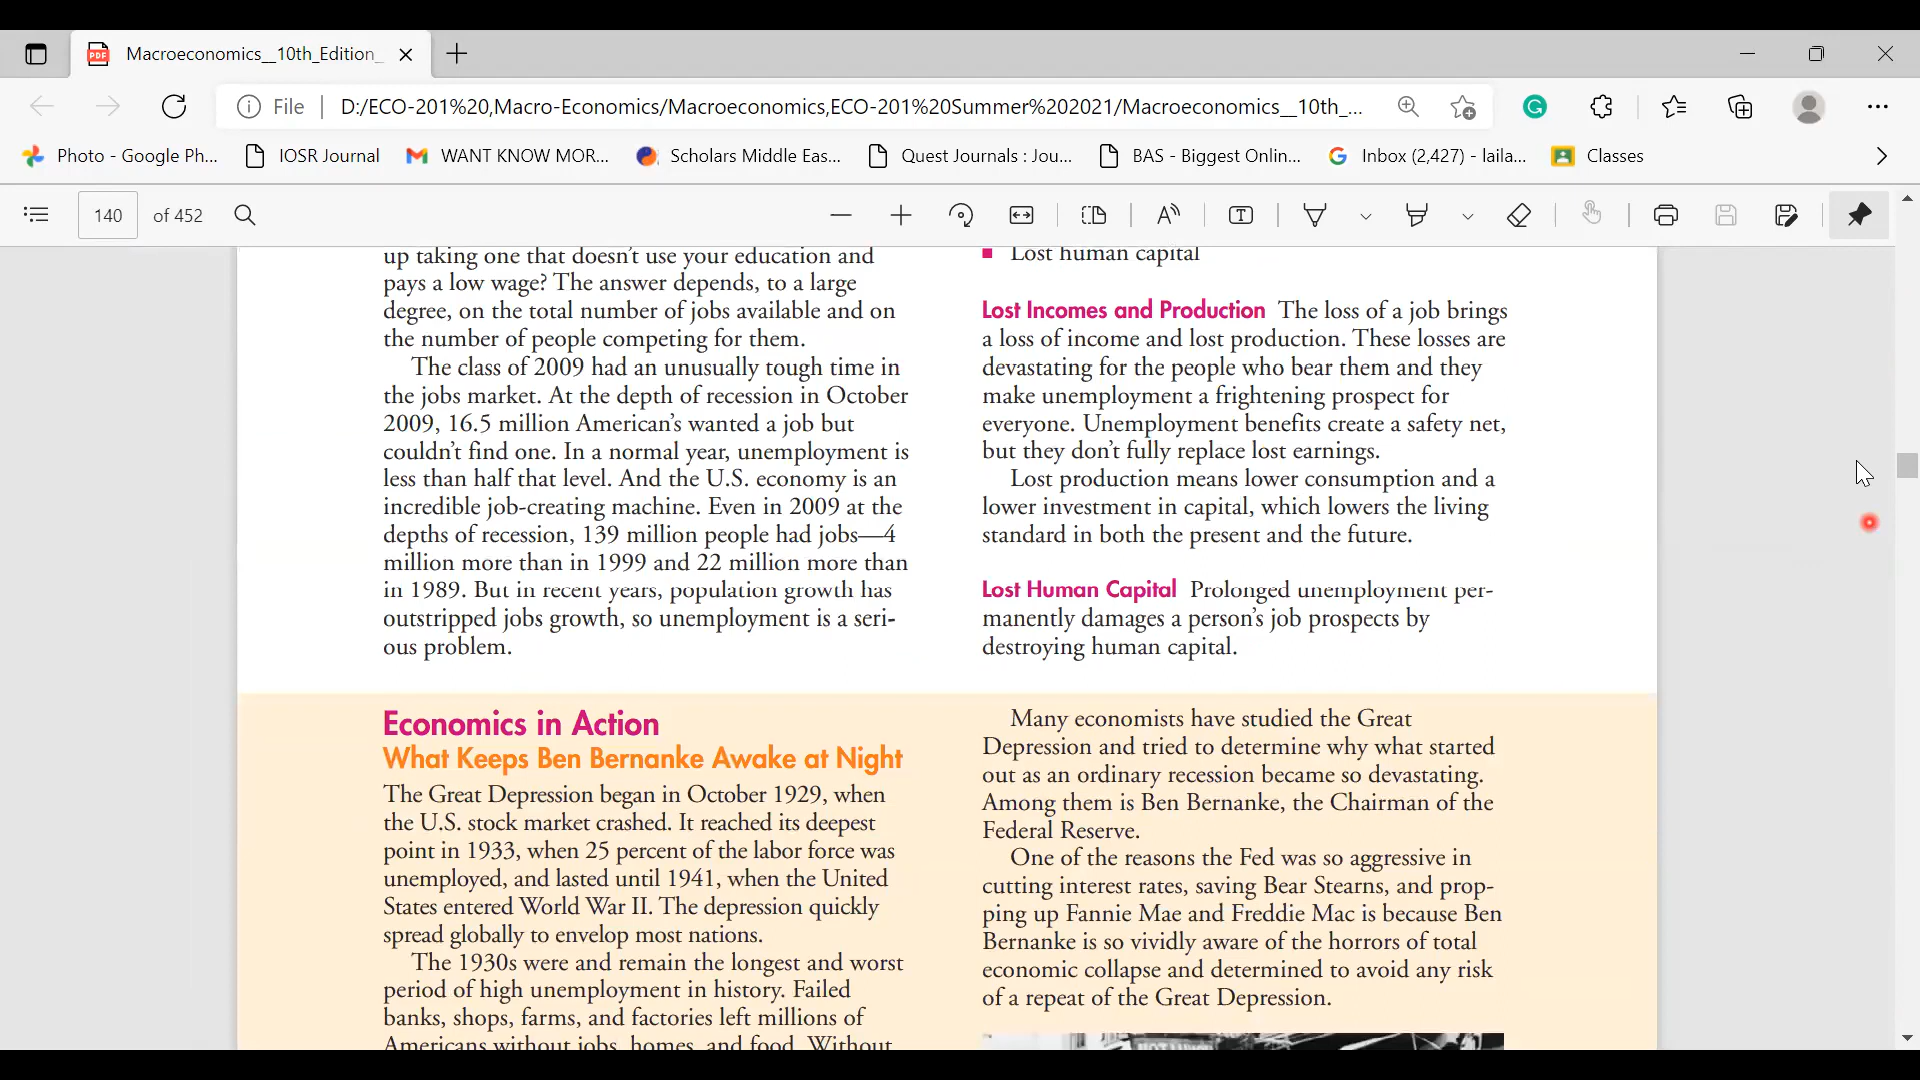 Macroeconomics__10th_Edition_
File
D:/ECO-201%20,Macro-Economics/Macroeconomics,ECO-201%20Summer%202021/Macroeconomics__10th_...
Photo - Google Ph...
IOSR Journal
WANT KNOW MOR...
Scholars Middle Eas...
Quest Journals : Jou...
BAS - Biggest Onlin...
Inbox (2,427) - laila...
Classes
140 of 452
up taking one that doesn't use your education and
pays a low wage? The answer depends, to a large
degree, on the total number of jobs available and on
the number of people competing for them.
The class of 2009 had an unusually tough time in
the jobs market. At the depth of recession in October
2009, 16.5 million American's wanted a job but
couldn't find one. In a normal year, unemployment is
less than half that level. And the U.S. economy is an
incredible job-creating machine. Even in 2009 at the
depths of recession, 139 million people had jobs—4
million more than in 1999 and 22 million more than
in 1989. But in recent years, population growth has
outstripped jobs growth, so unemployment is a seri-
ous problem.
■ Lost human capital
Lost Incomes and Production The loss of a job brings
a loss of income and lost production. These losses are
devastating for the people who bear them and they
make unemployment a frightening prospect for
everyone. Unemployment benefits create a safety net,
but they don't fully replace lost earnings.
Lost production means lower consumption and a
lower investment in capital, which lowers the living
standard in both the present and the future.
Lost Human Capital Prolonged unemployment per-
manently damages a person's job prospects by
destroying human capital.
Economics in Action
What Keeps Ben Bernanke Awake at Night
The Great Depression began in October 1929, when
the U.S. stock market crashed. It reached its deepest
point in 1933, when 25 percent of the labor force was
unemployed, and lasted until 1941, when the United
States entered World War II. The depression quickly
spread globally to envelop most nations.
The 1930s were and remain the longest and worst
period of high unemployment in history. Failed
banks, shops, farms, and factories left millions of
Americans without jobs, homes, and food. Without
Many economists have studied the Great
Depression and tried to determine why what started
out as an ordinary recession became so devastating.
Among them is Ben Bernanke, the Chairman of the
Federal Reserve.
One of the reasons the Fed was so aggressive in
cutting interest rates, saving Bear Stearns, and prop-
ping up Fannie Mae and Freddie Mac is because Ben
Bernanke is so vividly aware of the horrors of total
economic collapse and determined to avoid any risk
of a repeat of the Great Depression.